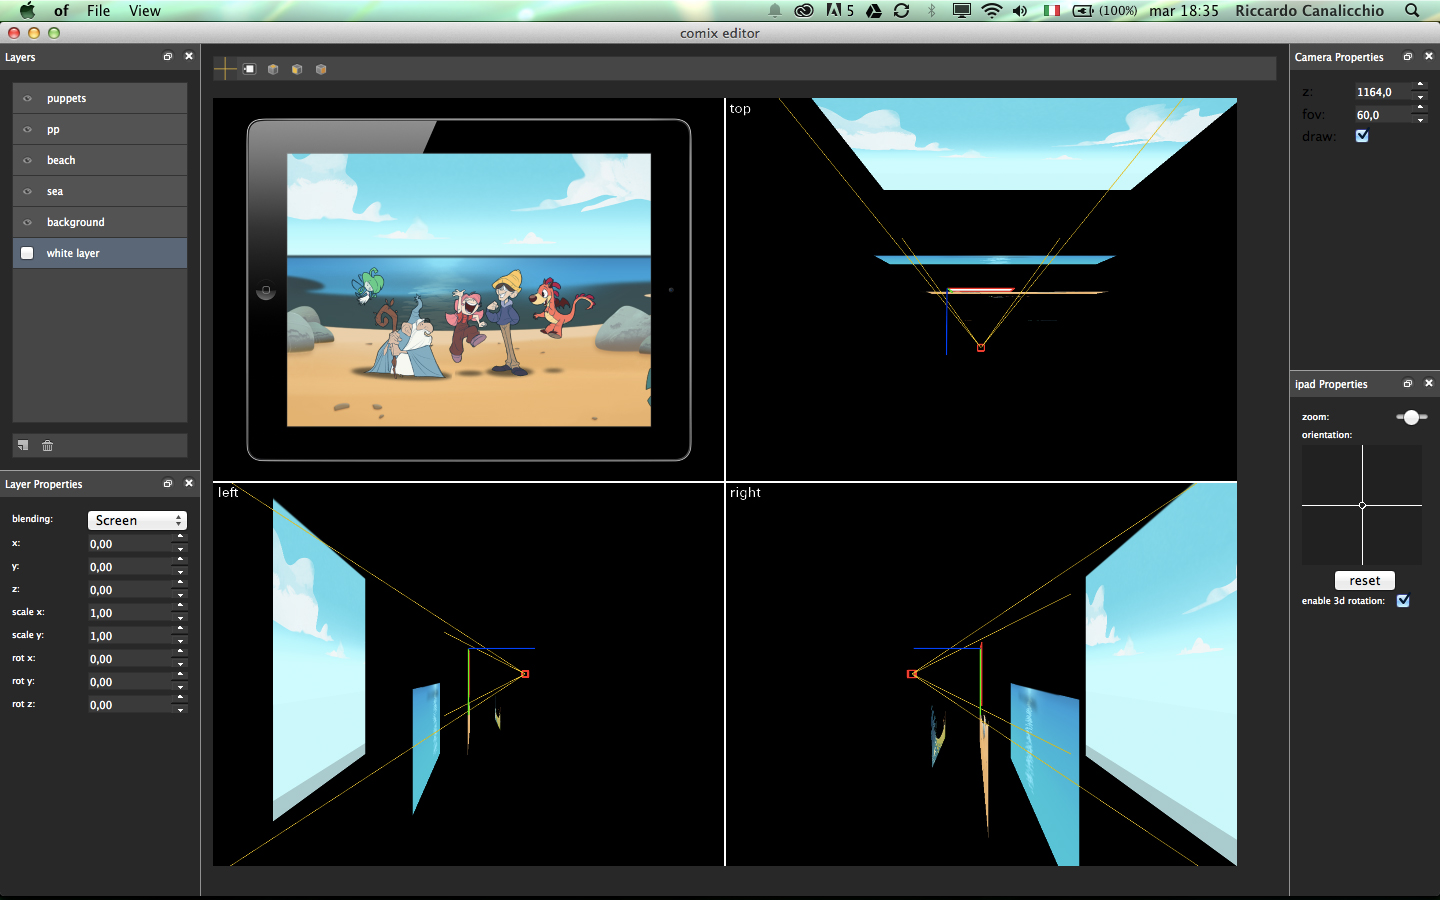 of File View 5 (100%) mar 18:35 Riccardo Canalicchio
comix editor
Layers
puppets
pp
beach
sea
background
white layer
Layer Properties
blending: Screen
x: 0,00
y: 0,00
z: 0,00
scale x: 1,00
scale y: 1,00
rot x: 0,00
rot y: 0,00
rot z: 0,00
top
left
right
Camera Properties
z: 1164,0
fov: 60,0
draw:
ipad Properties
zoom:
orientation:
reset
enable 3d rotation: